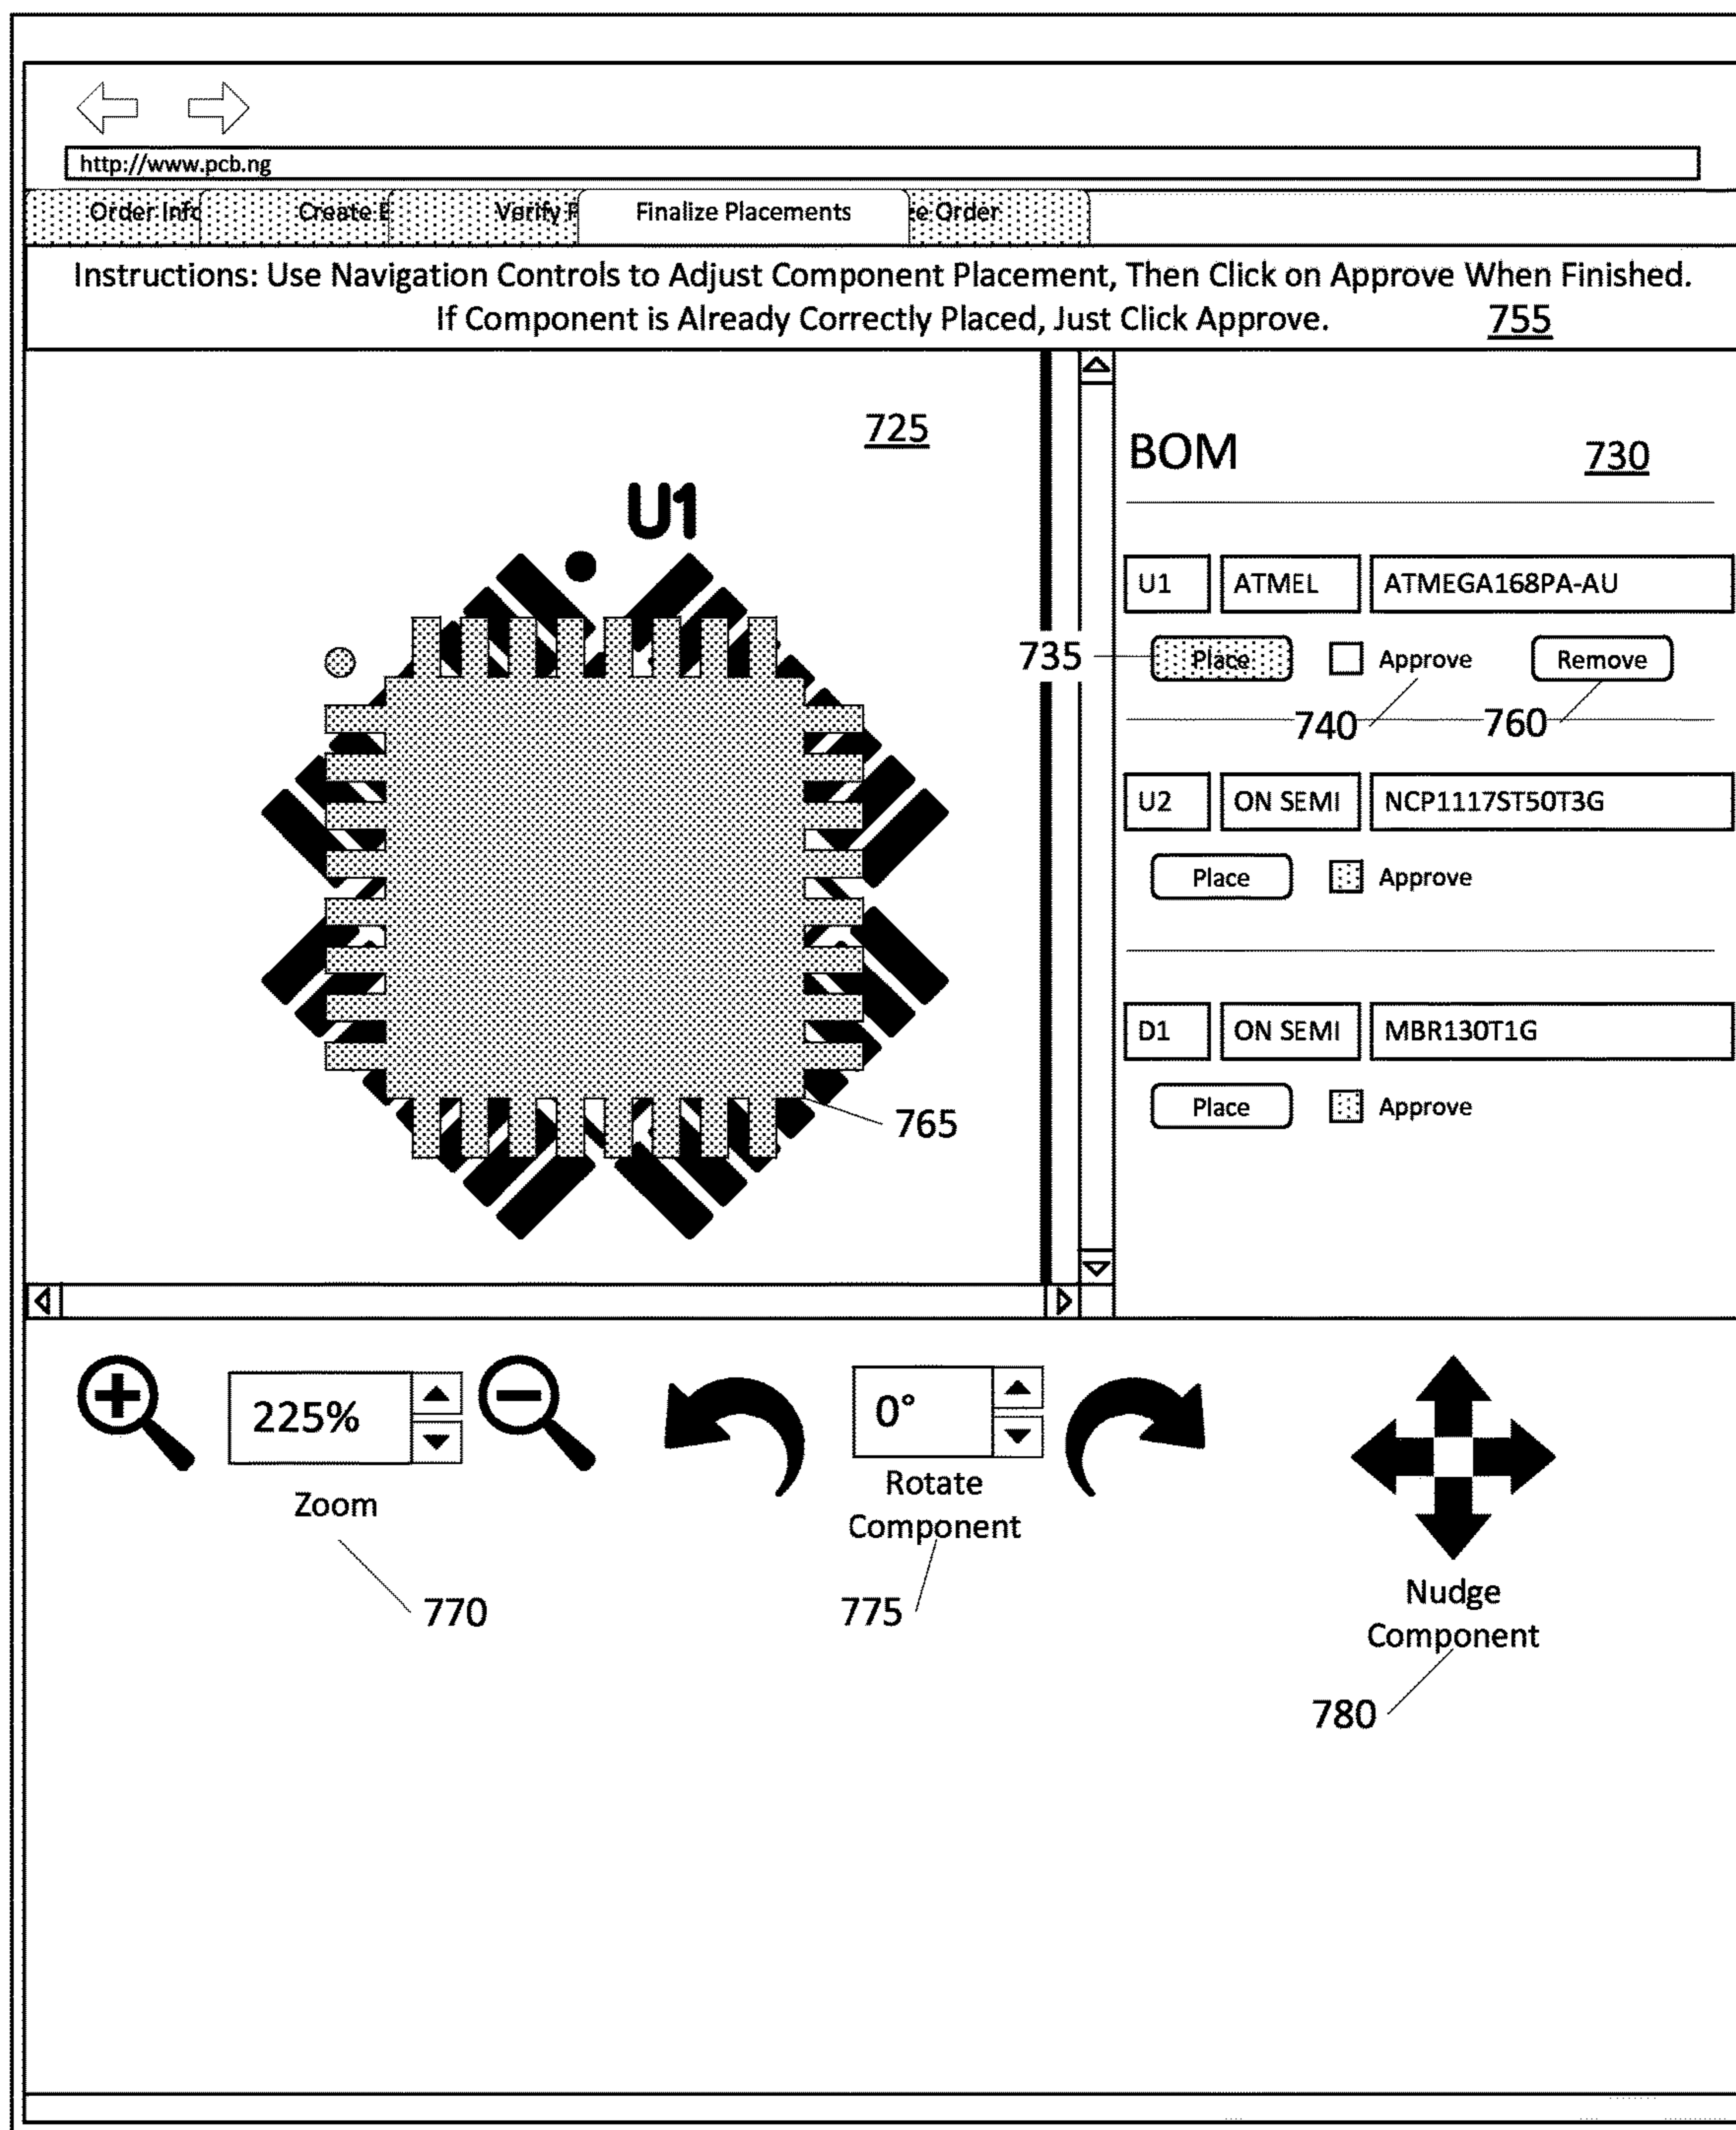 http://www.pcb.ng
Order Info Create Verify Finalize Placements Order
Instructions: Use Navigation Controls to Adjust Component Placement, Then Click on Approve When Finished.
If Component is Already Correctly Placed, Just Click Approve. 755
725
U1
765
BOM 730
U1 ATMEL ATMEGA168PA-AU
735 Place Approve Remove
740 760
U2 ON SEMI NCP1117ST50T3G
Place Approve
D1 ON SEMI MBR130T1G
Place Approve
225%
Zoom
770
0°
Rotate
Component
775
Nudge
Component
780